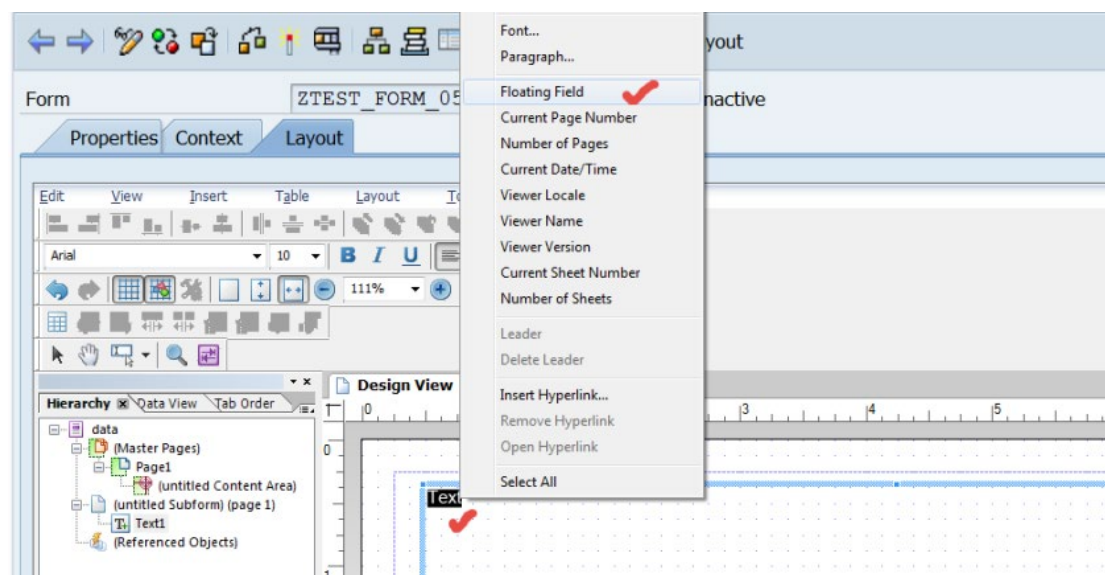 Font...
yout
Paragraph...
Form
ZTEST_FORM_05
Floating Field
nactive
Current Page Number
Properties
Context
Layout
Number of Pages
Current Date/Time
Edit View Insert Table Layout
Viewer Locale
Viewer Name
Arial
10
B I U
Viewer Version
Current Sheet Number
111%
Number of Sheets
Leader
Delete Leader
Design View
Hierarchy
Data View
Tab Order
Insert Hyperlink...
0 3 4 5
Remove Hyperlink
data
(Master Pages)
Open Hyperlink
0
Page1
(untitled Content Area)
Select All
(untitled Subform) (page 1)
Text
Text1
(Referenced Objects)
1